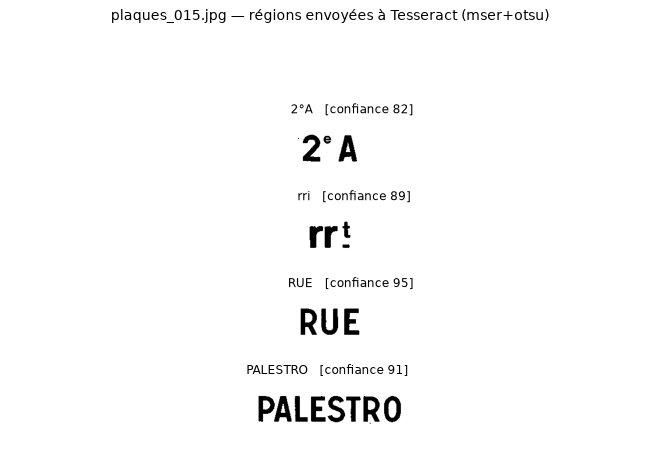 plaques_015.jpg — régions envoyées à Tesseract (mser+otsu)
2°A [confiance 82]
2e A
rri [confiance 89]
rr t
RUE [confiance 95]
RUE
PALESTRO [confiance 91]
PALESTRO